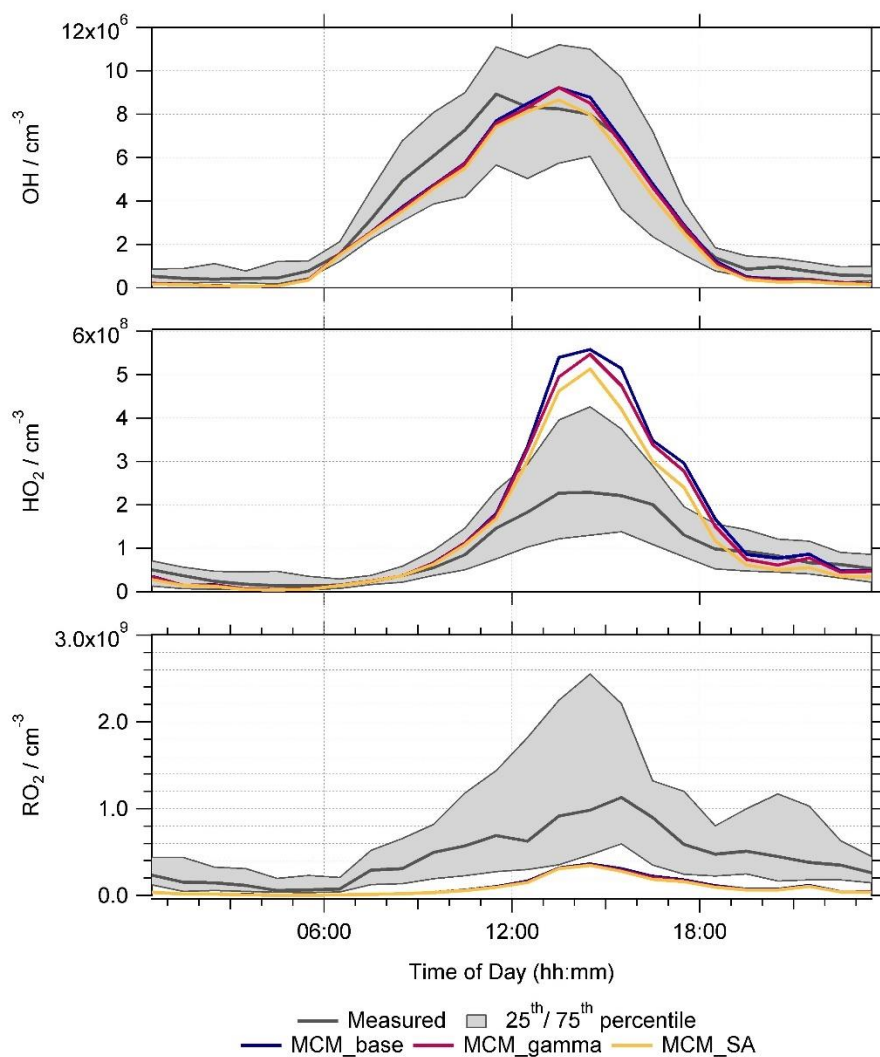 12x10⁶
10
8
6
4
2
0
OH / cm⁻³
6x10⁸
5
4
3
2
1
0
HO₂ / cm⁻³
3.0x10⁹
2.0
1.0
0.0
RO₂ / cm⁻³
06:00 12:00 18:00
Time of Day (hh:mm)
Measured 25ᵗʰ/ 75ᵗʰ percentile
MCM_base MCM_gamma MCM_SA